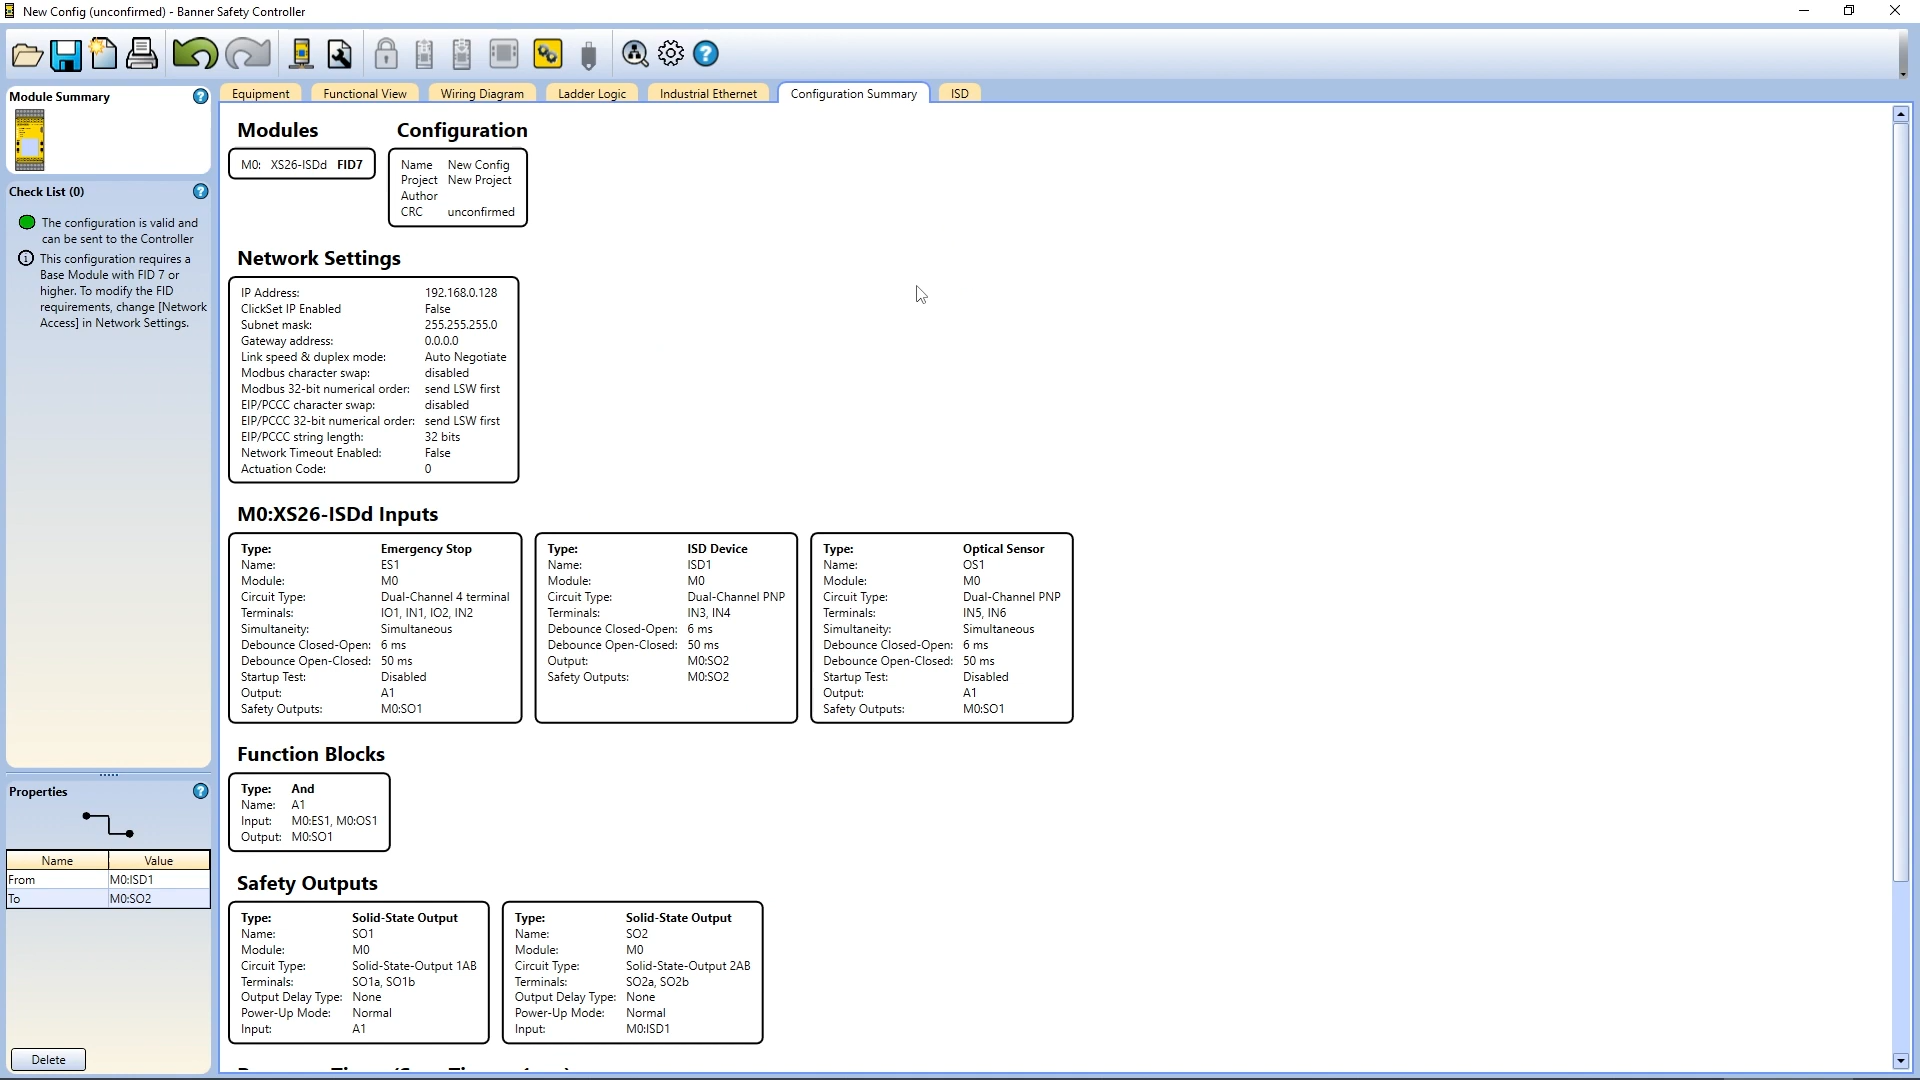 New Config (unconfirmed) - Banner Safety Controller
Equipment Functional View Wiring Diagram Ladder Logic Industrial Ethernet Configuration Summary ISD
Module Summary
Check List (0)
The configuration is valid and
can be sent to the Controller
This configuration requires a
Base Module with FID 7 or
higher. To modify the FID
requirements, change [Network
Access] in Network Settings.
Properties
Name Value
From M0:ISD1
To M0:SO2
Delete
Modules
M0: XS26-ISDd FID7
Configuration
Name New Config
Project New Project
Author
CRC unconfirmed
Network Settings
IP Address: 192.168.0.128
ClickSet IP Enabled False
Subnet mask: 255.255.255.0
Gateway address: 0.0.0.0
Link speed & duplex mode: Auto Negotiate
Modbus character swap: disabled
Modbus 32-bit numerical order: send LSW first
EIP/PCCC character swap: disabled
EIP/PCCC 32-bit numerical order: send LSW first
EIP/PCCC string length: 32 bits
Network Timeout Enabled: False
Actuation Code: 0
M0:XS26-ISDd Inputs
Type: Emergency Stop
Name: ES1
Module: M0
Circuit Type: Dual-Channel 4 terminal
Terminals: IO1, IN1, IO2, IN2
Simultaneity: Simultaneous
Debounce Closed-Open: 6 ms
Debounce Open-Closed: 50 ms
Startup Test: Disabled
Output: A1
Safety Outputs: M0:SO1
Type: ISD Device
Name: ISD1
Module: M0
Circuit Type: Dual-Channel PNP
Terminals: IN3, IN4
Debounce Closed-Open: 6 ms
Debounce Open-Closed: 50 ms
Output: M0:SO2
Safety Outputs: M0:SO2
Type: Optical Sensor
Name: OS1
Module: M0
Circuit Type: Dual-Channel PNP
Terminals: IN5, IN6
Simultaneity: Simultaneous
Debounce Closed-Open: 6 ms
Debounce Open-Closed: 50 ms
Startup Test: Disabled
Output: A1
Safety Outputs: M0:SO1
Function Blocks
Type: And
Name: A1
Input: M0:ES1, M0:OS1
Output: M0:SO1
Safety Outputs
Type: Solid-State Output
Name: SO1
Module: M0
Circuit Type: Solid-State-Output 1AB
Terminals: SO1a, SO1b
Output Delay Type: None
Power-Up Mode: Normal
Input: A1
Type: Solid-State Output
Name: SO2
Module: M0
Circuit Type: Solid-State-Output 2AB
Terminals: SO2a, SO2b
Output Delay Type: None
Power-Up Mode: Normal
Input: M0:ISD1